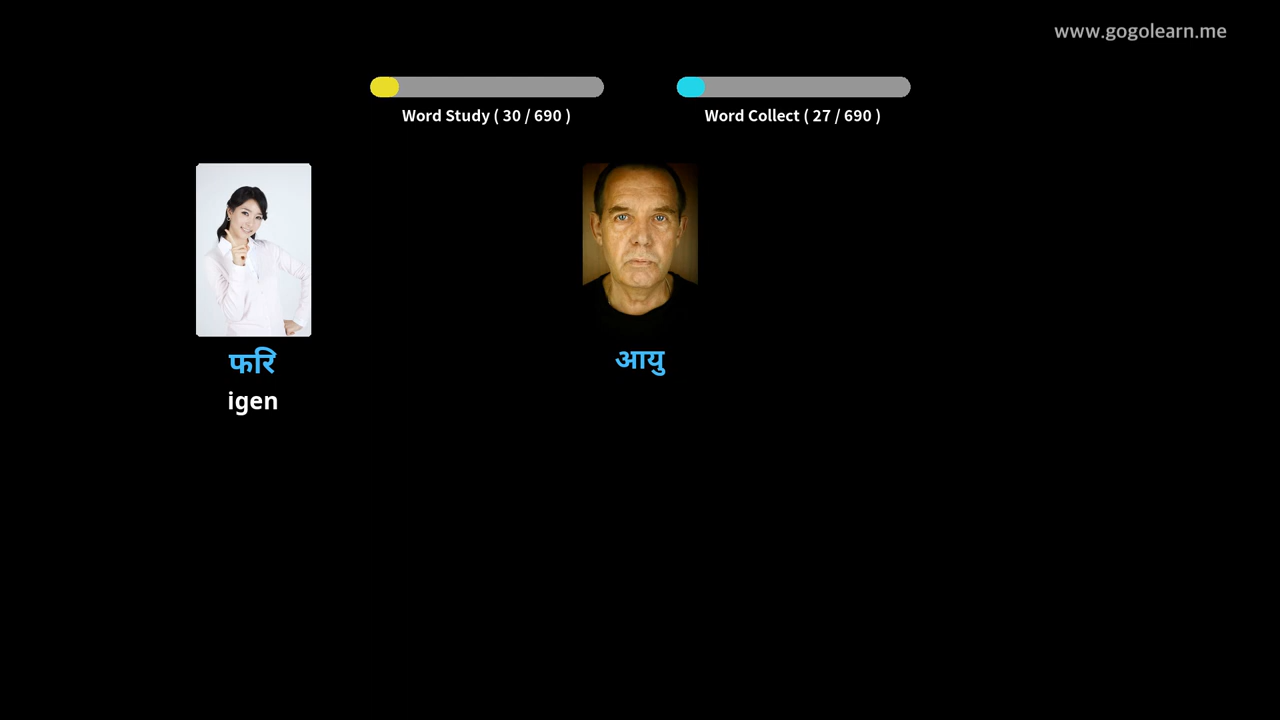 www.gogolearn.me
Word Study ( 30 / 690 )
Word Collect ( 27 / 690 )
फरि
igen
आयु